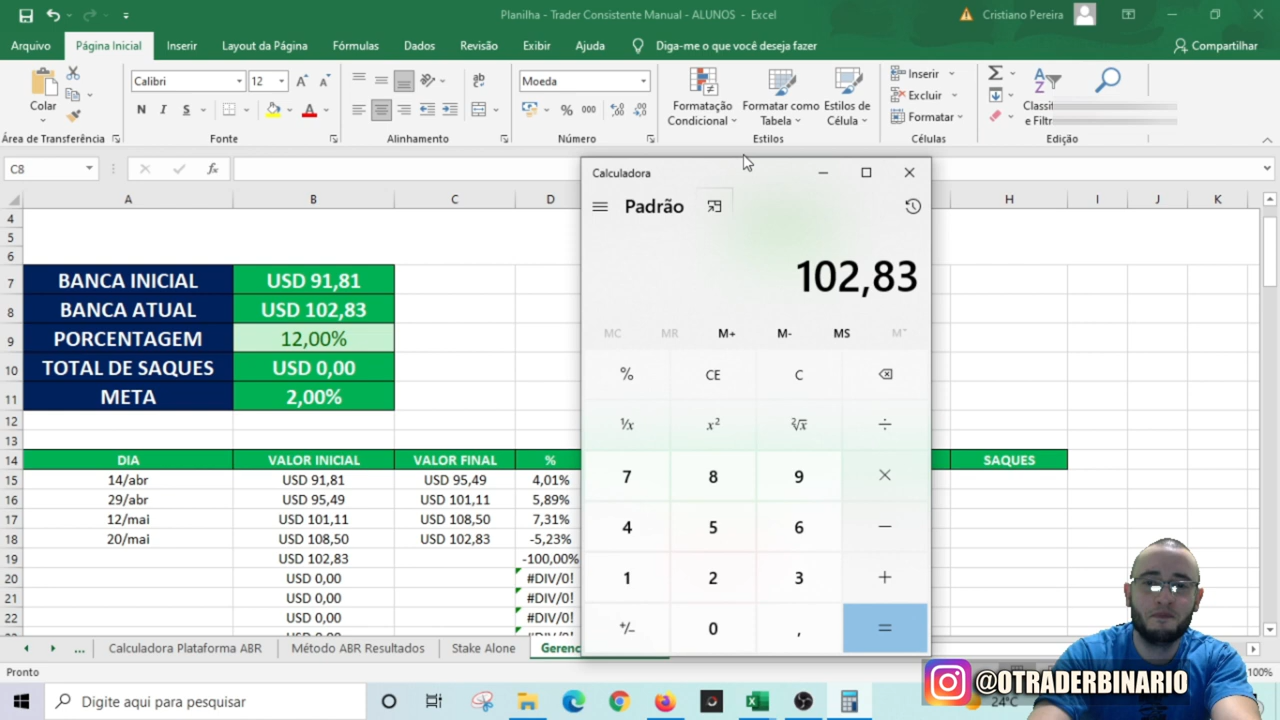 Planilha - Trader Consistente Manual - ALUNOS - Excel
Cristiano Pereira
Arquivo Página Inicial Inserir Layout da Página Fórmulas Dados Revisão Exibir Ajuda Diga-me o que você deseja fazer Compartilhar
Colar
Calibri 12
Moeda
N I S
% 000
Formatação Condicional
Formatar como Tabela
Estilos de Célula
Inserir
Excluir
Formatar
Área de Transferência Fonte Alinhamento Número Estilos Células Edição
C8 fx
A B C D H I J K
4
5
6
7 BANCA INICIAL USD 91,81
8 BANCA ATUAL USD 102,83
9 PORCENTAGEM 12,00%
10 TOTAL DE SAQUES USD 0,00
11 META 2,00%
12
13
14 DIA VALOR INICIAL VALOR FINAL % SAQUES
15 14/abr USD 91,81 USD 95,49 4,01%
16 29/abr USD 95,49 USD 101,11 5,89%
17 12/mai USD 101,11 USD 108,50 7,31%
18 20/mai USD 108,50 USD 102,83 -5,23%
19 USD 102,83 -100,00%
20 USD 0,00 #DIV/0!
21 USD 0,00 #DIV/0!
22 USD 0,00 #DIV/0!
Calculadora
Padrão
102,83
MC MR M+ M- MS M˅
% CE C
¹/x x² ²√x ÷
7 8 9 ×
4 5 6 −
1 2 3 +
+/− 0 , =
... Calculadora Plataforma ABR Método ABR Resultados Stake Alone Gerenc
Pronto 100%
Digite aqui para pesquisar 24°C
@OTRADERBINARIO